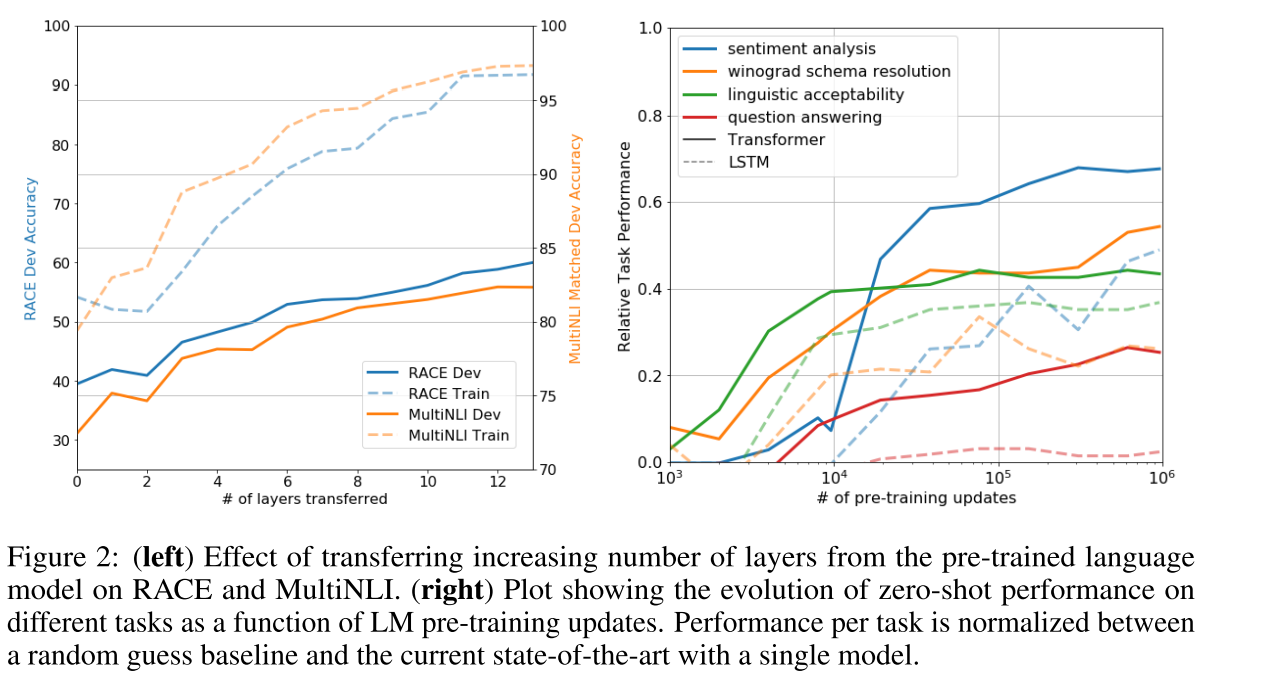 100
90
80
70
60
50
40
30
RACE Dev Accuracy
100
95
90
85
80
75
70
MultiNLI Matched Dev Accuracy
RACE Dev
RACE Train
MultiNLI Dev
MultiNLI Train
0 2 4 6 8 10 12
# of layers transferred
1.0
0.8
0.6
0.4
0.2
0.0
Relative Task Performance
sentiment analysis
winograd schema resolution
linguistic acceptability
question answering
Transformer
LSTM
10³ 10⁴ 10⁵ 10⁶
# of pre-training updates
Figure 2: (left) Effect of transferring increasing number of layers from the pre-trained language
model on RACE and MultiNLI. (right) Plot showing the evolution of zero-shot performance on
different tasks as a function of LM pre-training updates. Performance per task is normalized between
a random guess baseline and the current state-of-the-art with a single model.